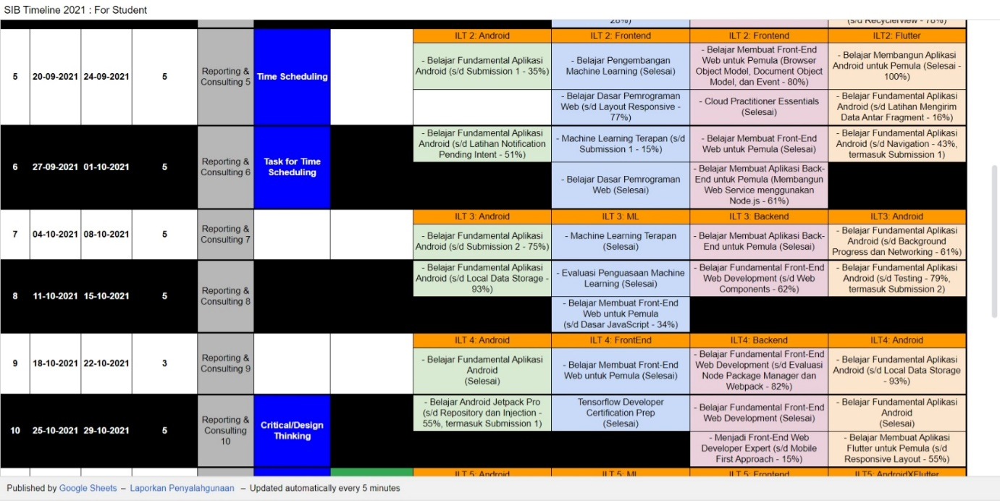 SIB Timeline 2021 : For Student
(s/d Recyclerview - 78%)
ILT 2: Android
ILT 2: Frontend
ILT 2: Frontend
ILT2: Flutter
5
20-09-2021
24-09-2021
5
Reporting &
Consulting 5
Time Scheduling
- Belajar Fundamental Aplikasi
Android (s/d Submission 1 - 35%)
- Belajar Pengembangan
Machine Learning (Selesai)
- Belajar Membuat Front-End
Web untuk Pemula (Browser
Object Model, Document Object
Model, dan Event - 80%)
- Belajar Membangun Aplikasi
Android untuk Pemula (Selesai -
100%)
- Belajar Dasar Pemrograman
Web (s/d Layout Responsive -
77%)
- Cloud Practitioner Essentials
(Selesai)
- Belajar Fundamental Aplikasi
Android (s/d Latihan Mengirim
Data Antar Fragment - 16%)
6
27-09-2021
01-10-2021
5
Reporting &
Consulting 6
Task for Time
Scheduling
- Belajar Fundamental Aplikasi
Android (s/d Latihan Notification
Pending Intent - 51%)
- Machine Learning Terapan (s/d
Submission 1 - 15%)
- Belajar Membuat Front-End
Web untuk Pemula (Selesai)
- Belajar Fundamental Aplikasi
Android (s/d Navigation - 43%,
termasuk Submission 1)
- Belajar Dasar Pemrograman
Web (Selesai)
- Belajar Membuat Aplikasi Back-
End untuk Pemula (Membangun
Web Service menggunakan
Node.js - 61%)
ILT 3: Android
ILT 3: ML
ILT 3: Backend
ILT3: Android
7
04-10-2021
08-10-2021
5
Reporting &
Consulting 7
- Belajar Fundamental Aplikasi
Android (s/d Submission 2 - 75%)
- Machine Learning Terapan
(Selesai)
- Belajar Membuat Aplikasi Back-
End untuk Pemula (Selesai)
- Belajar Fundamental Aplikasi
Android (s/d Background
Progress dan Networking - 61%)
8
11-10-2021
15-10-2021
5
Reporting &
Consulting 8
- Belajar Fundamental Aplikasi
Android (s/d Local Data Storage -
93%)
- Evaluasi Penguasaan Machine
Learning (Selesai)
- Belajar Fundamental Front-End
Web Development (s/d Web
Components - 62%)
- Belajar Fundamental Aplikasi
Android (s/d Testing - 79%,
termasuk Submission 2)
- Belajar Membuat Front-End
Web untuk Pemula
(s/d Dasar JavaScript - 34%)
ILT 4: Android
ILT 4: FrontEnd
ILT4: Backend
ILT4: Android
9
18-10-2021
22-10-2021
3
Reporting &
Consulting 9
- Belajar Fundamental Aplikasi
Android
(Selesai)
- Belajar Membuat Front-End
Web untuk Pemula (Selesai)
- Belajar Fundamental Front-End
Web Development (s/d Evaluasi
Node Package Manager dan
Webpack - 82%)
- Belajar Fundamental Aplikasi
Android (s/d Local Data Storage
- 93%)
10
25-10-2021
29-10-2021
5
Reporting &
Consulting
10
Critical/Design
Thinking
- Belajar Android Jetpack Pro
(s/d Repository dan Injection -
55%, termasuk Submission 1)
Tensorflow Developer
Certification Prep
(Selesai)
- Belajar Fundamental Front-End
Web Development (Selesai)
- Belajar Fundamental Aplikasi
Android
(Selesai)
- Menjadi Front-End Web
Developer Expert (s/d Mobile
First Approach - 15%)
- Belajar Membuat Aplikasi
Flutter untuk Pemula (s/d
Responsive Layout - 55%)
ILT 5: Android
ILT 5: ML
ILT 5: Frontend
ILT5: AndroidXFlutter
Published by Google Sheets – Laporkan Penyalahgunaan – Updated automatically every 5 minutes